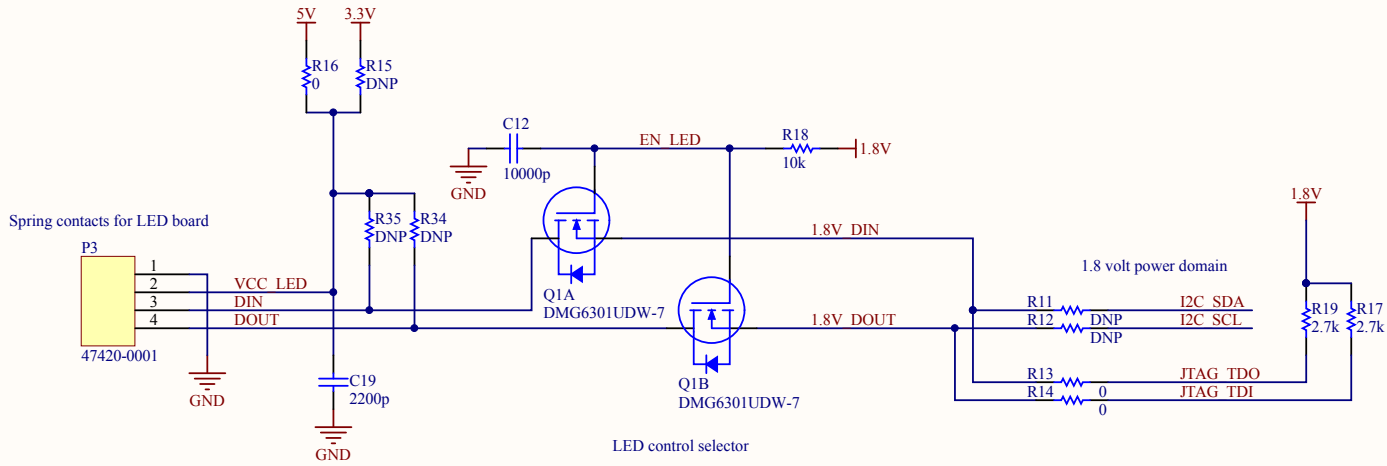 5V
3.3V
R16
0
R15
DNP
C12
10000p
GND
EN_LED
R18
10k
1.8V
Spring contacts for LED board
P3
1
2
3
4
47420-0001
VCC_LED
DIN
DOUT
GND
R35
DNP
R34
DNP
C19
2200p
GND
Q1A
DMG6301UDW-7
Q1B
DMG6301UDW-7
1.8V_DIN
1.8V_DOUT
LED control selector
1.8 volt power domain
1.8V
R11
DNP
I2C_SDA
R12
DNP
I2C_SCL
R13
0
JTAG_TDO
R14
0
JTAG_TDI
R19
2.7k
R17
2.7k